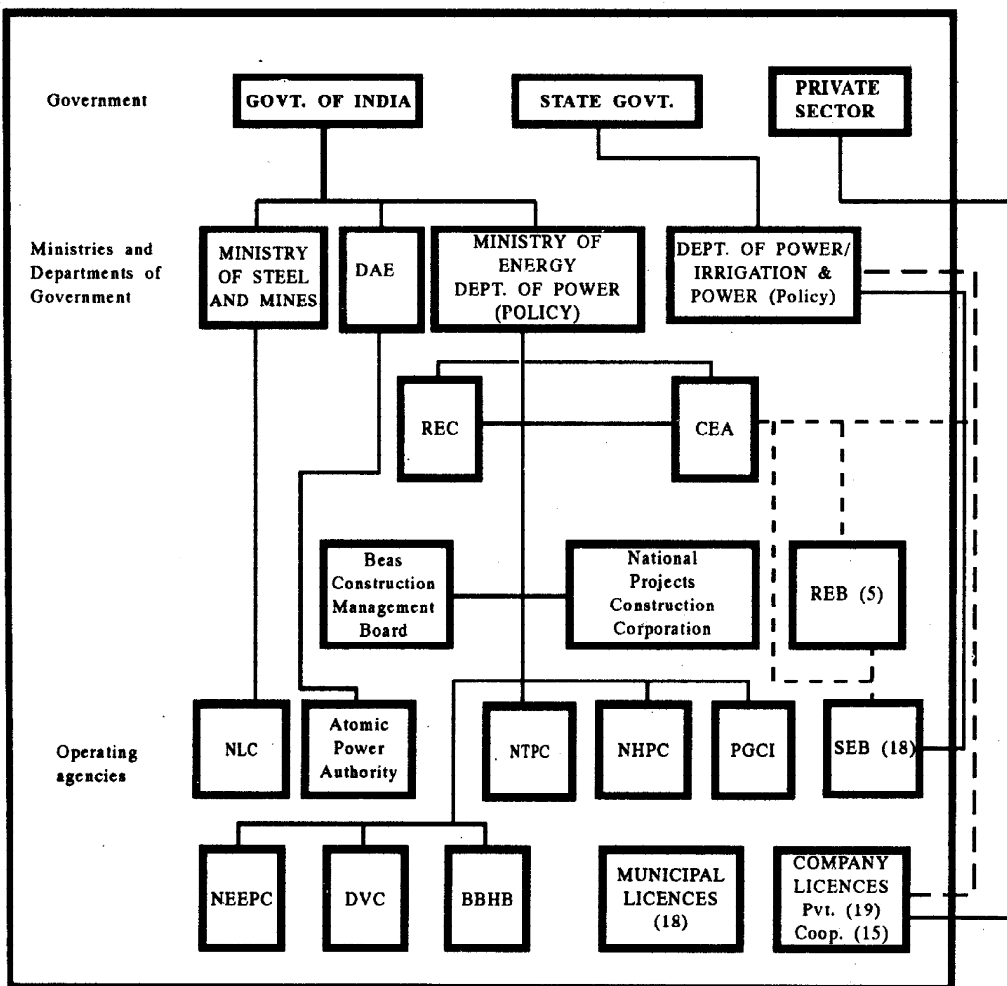 Government
GOVT. OF INDIA
STATE GOVT.
PRIVATE
SECTOR
Ministries and
Departments of
Government
MINISTRY
OF STEEL
AND MINES
DAE
MINISTRY OF
ENERGY
DEPT. OF POWER
(POLICY)
DEPT. OF POWER/
IRRIGATION &
POWER (Policy)
REC
CEA
Beas
Construction
Management
Board
National
Projects
Construction
Corporation
REB (5)
Operating
agencies
NLC
Atomic
Power
Authority
NTPC
NHPC
PGCI
SEB (18)
NEEPC
DVC
BBHB
MUNICIPAL
LICENCES
(18)
COMPANY
LICENCES
Pvt. (19)
Coop. (15)